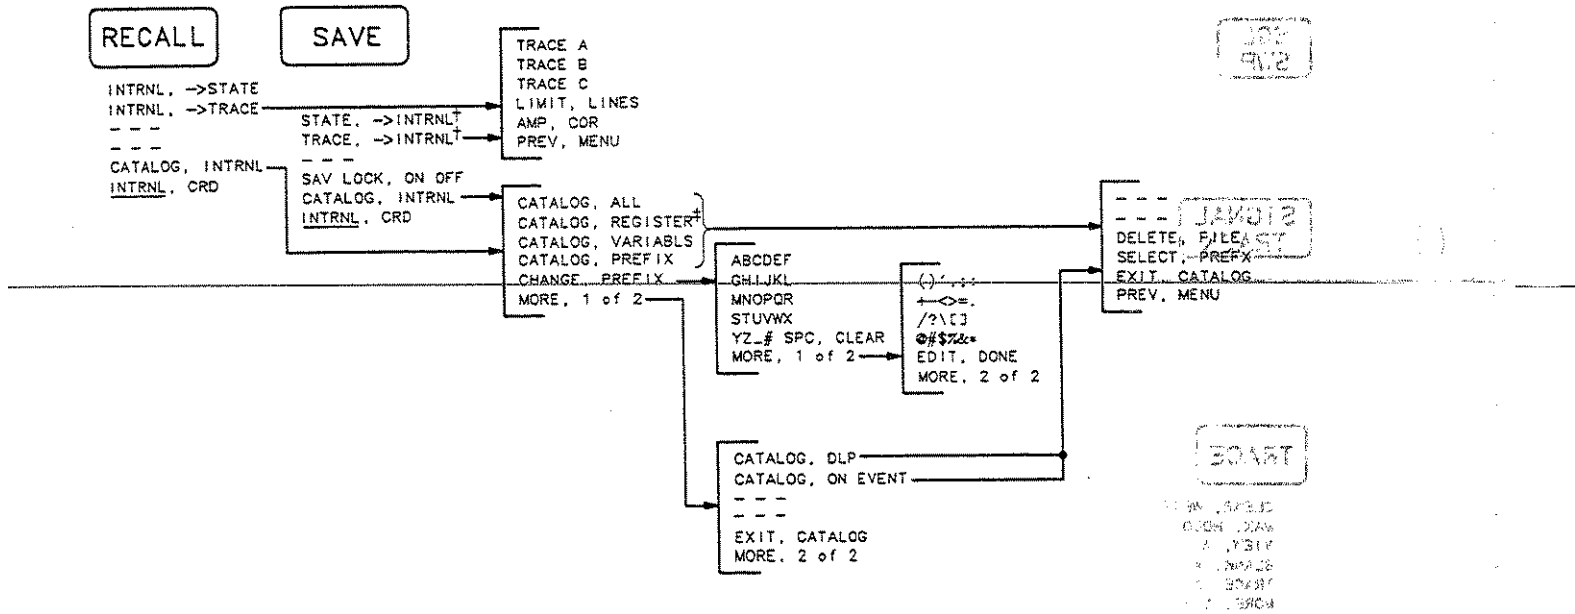 RECALL
SAVE
INTRNL, ->STATE
INTRNL, ->TRACE
- - -
- - -
CATALOG, INTRNL
INTRNL, CRD
STATE, ->INTRNL†
TRACE, ->INTRNL†
- - -
SAV LOCK, ON OFF
CATALOG, INTRNL
INTRNL, CRD
TRACE A
TRACE B
TRACE C
LIMIT, LINES
AMP, COR
PREV, MENU
CATALOG, ALL
CATALOG, REGISTER‡
CATALOG, VARIABLS
CATALOG, PREFIX
CHANGE, PREFIX
MORE, 1 of 2
ABCDEF
GHIJKL
MNOPQR
STUVWX
YZ_# SPC, CLEAR
MORE, 1 of 2
+-<>=.
/?\[]
@#$%&*
EDIT, DONE
MORE, 2 of 2
CATALOG, DLP
CATALOG, ON EVENT
- - -
- - -
EXIT, CATALOG
MORE, 2 of 2
- - -
- - -
DELETE, FILE
SELECT, PREFX
EXIT, CATALOG
PREV, MENU
SIGNAL
TRACE